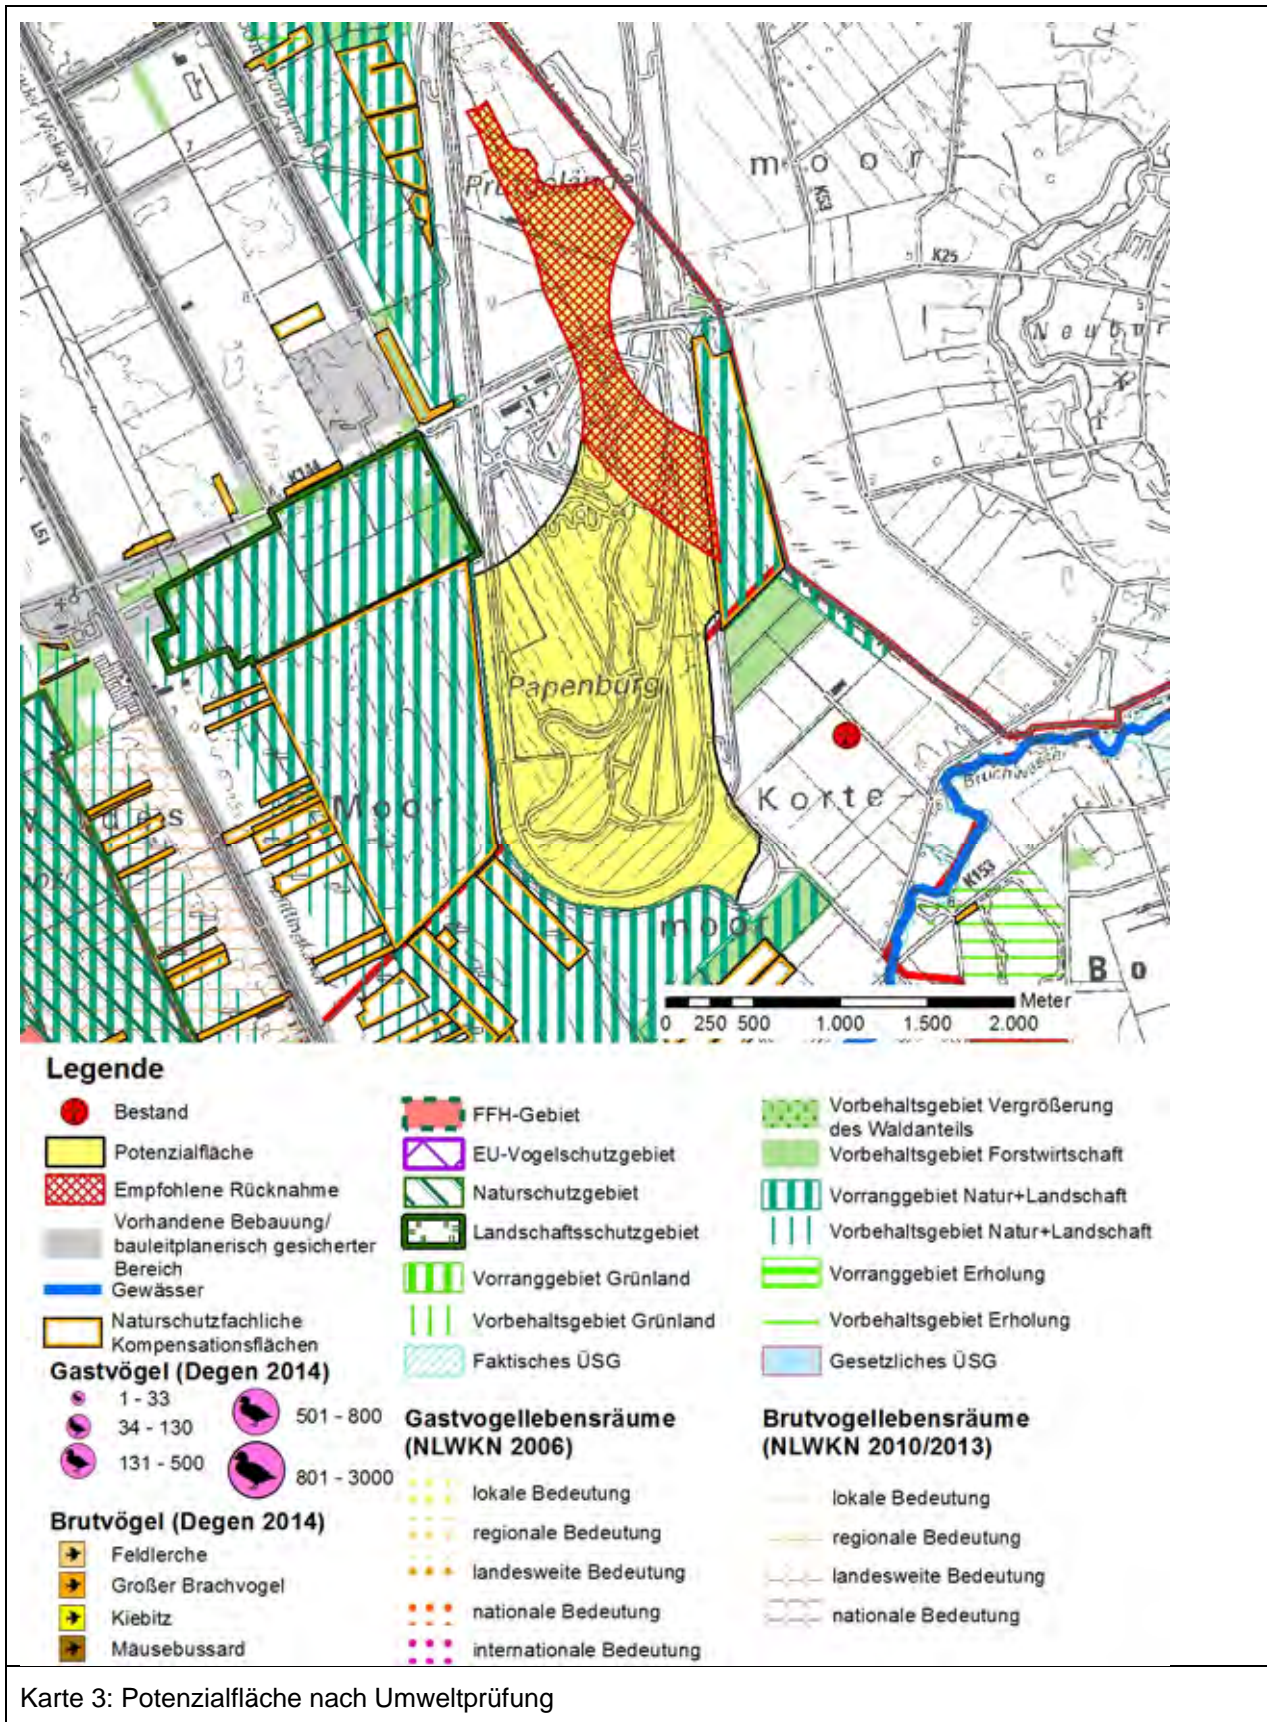 m o o r
Prüfgelände
K53
K25
Neubör
K144
L51
Papenburg
Moor
Korte-
moor
Bruchwasser
K153
B o
Meter
0 250 500 1.000 1.500 2.000
Legende
Bestand
Potenzialfläche
Empfohlene Rücknahme
Vorhandene Bebauung/
bauleitplanerisch gesicherter
Bereich
Gewässer
Naturschutzfachliche
Kompensationsflächen
Gastvögel (Degen 2014)
1 - 33
34 - 130
131 - 500
501 - 800
801 - 3000
Brutvögel (Degen 2014)
Feldlerche
Großer Brachvogel
Kiebitz
Mäusebussard
FFH-Gebiet
EU-Vogelschutzgebiet
Naturschutzgebiet
Landschaftsschutzgebiet
Vorranggebiet Grünland
Vorbehaltsgebiet Grünland
Faktisches ÜSG
Gastvogellebensräume
(NLWKN 2006)
lokale Bedeutung
regionale Bedeutung
landesweite Bedeutung
nationale Bedeutung
internationale Bedeutung
Vorbehaltsgebiet Vergrößerung
des Waldanteils
Vorbehaltsgebiet Forstwirtschaft
Vorranggebiet Natur+Landschaft
Vorbehaltsgebiet Natur+Landschaft
Vorranggebiet Erholung
Vorbehaltsgebiet Erholung
Gesetzliches ÜSG
Brutvogellebensräume
(NLWKN 2010/2013)
lokale Bedeutung
regionale Bedeutung
landesweite Bedeutung
nationale Bedeutung
Karte 3: Potenzialfläche nach Umweltprüfung